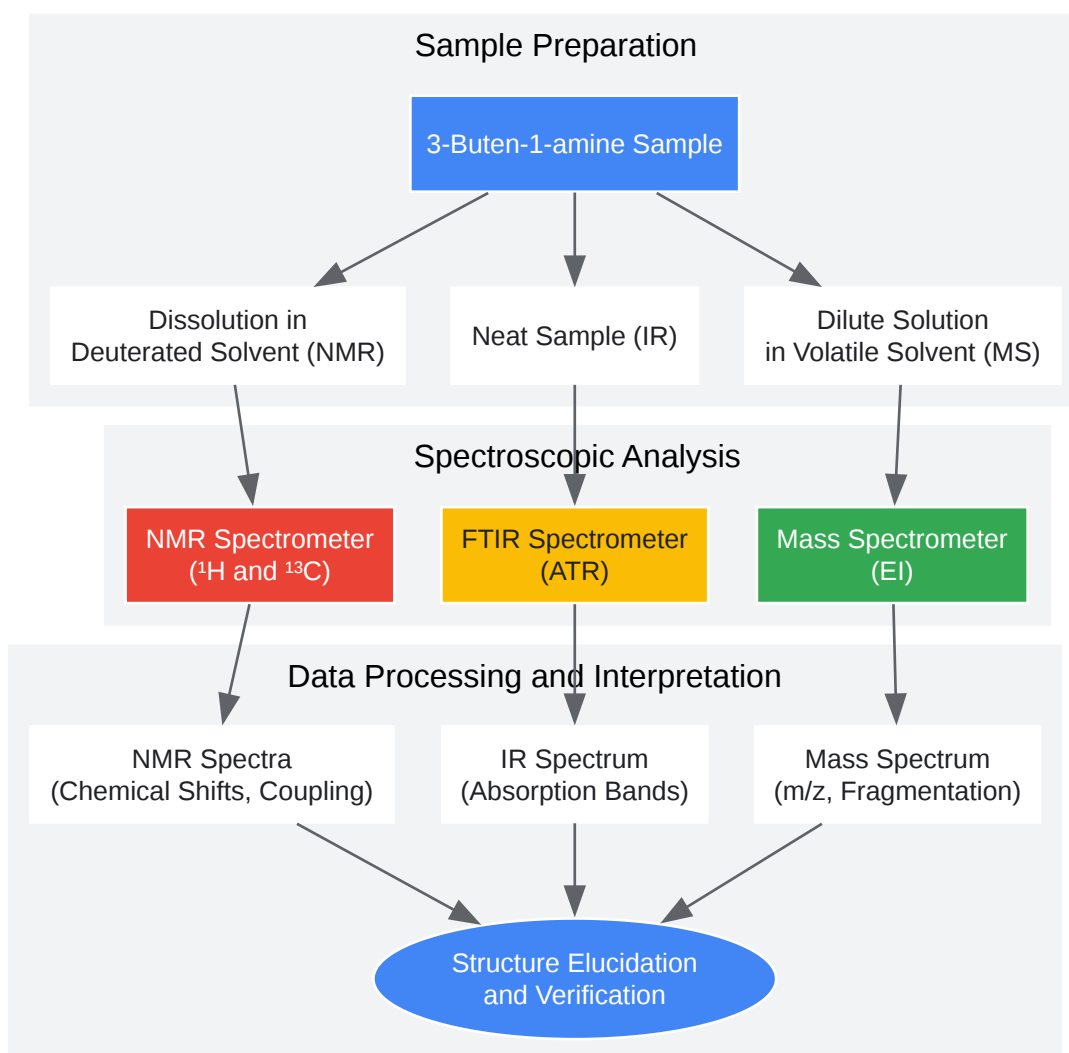 Sample Preparation
3-Buten-1-amine Sample
Dissolution in
Deuterated Solvent (NMR)
Neat Sample (IR)
Dilute Solution
in Volatile Solvent (MS)
Spectroscopic Analysis
NMR Spectrometer
(¹H and ¹³C)
FTIR Spectrometer
(ATR)
Mass Spectrometer
(EI)
Data Processing and Interpretation
NMR Spectra
(Chemical Shifts, Coupling)
IR Spectrum
(Absorption Bands)
Mass Spectrum
(m/z, Fragmentation)
Structure Elucidation
and Verification